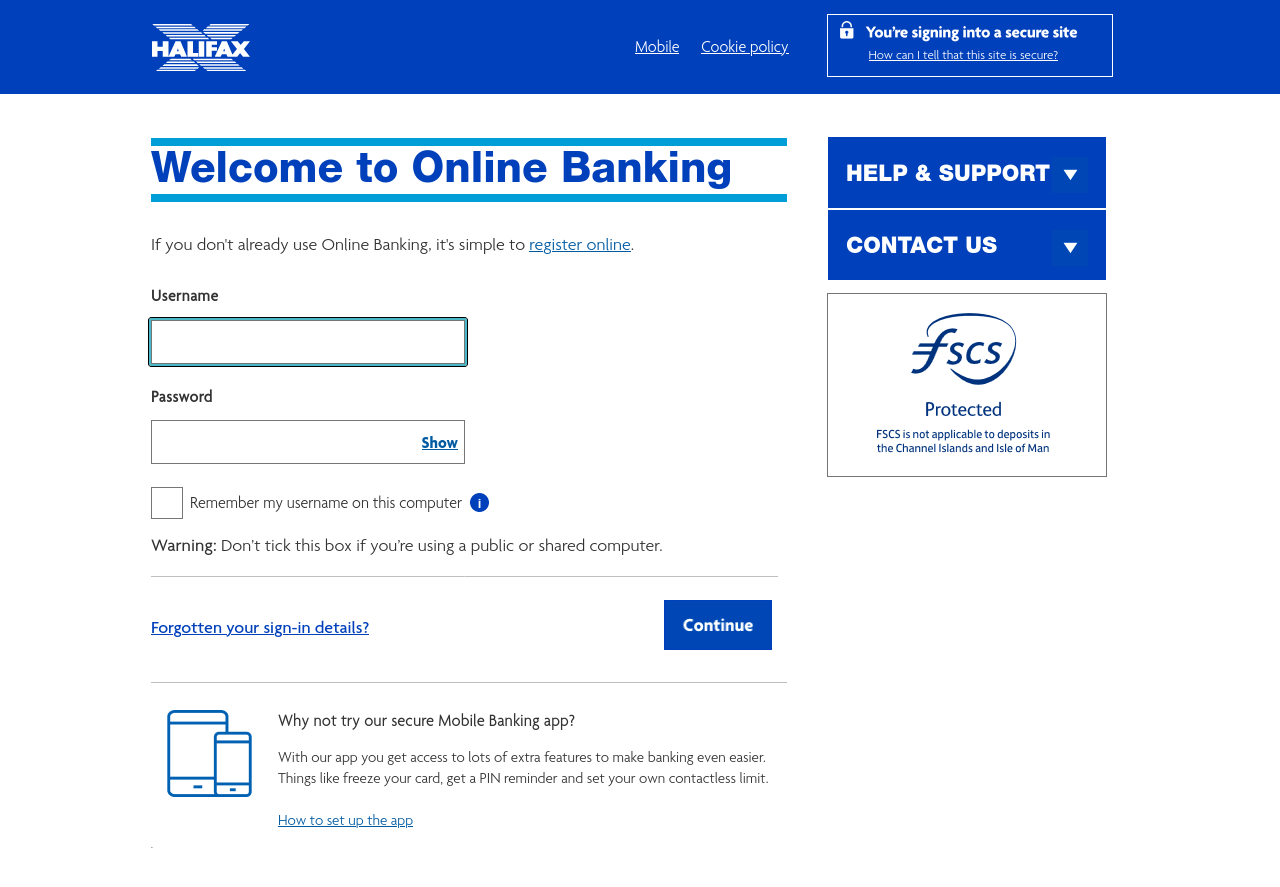 HALIFAX
Mobile
Cookie policy
You're signing into a secure site
How can I tell that this site is secure?
Welcome to Online Banking
If you don't already use Online Banking, it's simple to register online.
Username
Password
Show
Remember my username on this computer i
Warning: Don't tick this box if you're using a public or shared computer.
Forgotten your sign-in details?
Continue
Why not try our secure Mobile Banking app?
With our app you get access to lots of extra features to make banking even easier.
Things like freeze your card, get a PIN reminder and set your own contactless limit.
How to set up the app
HELP & SUPPORT
CONTACT US
fscs
Protected
FSCS is not applicable to deposits in
the Channel Islands and Isle of Man